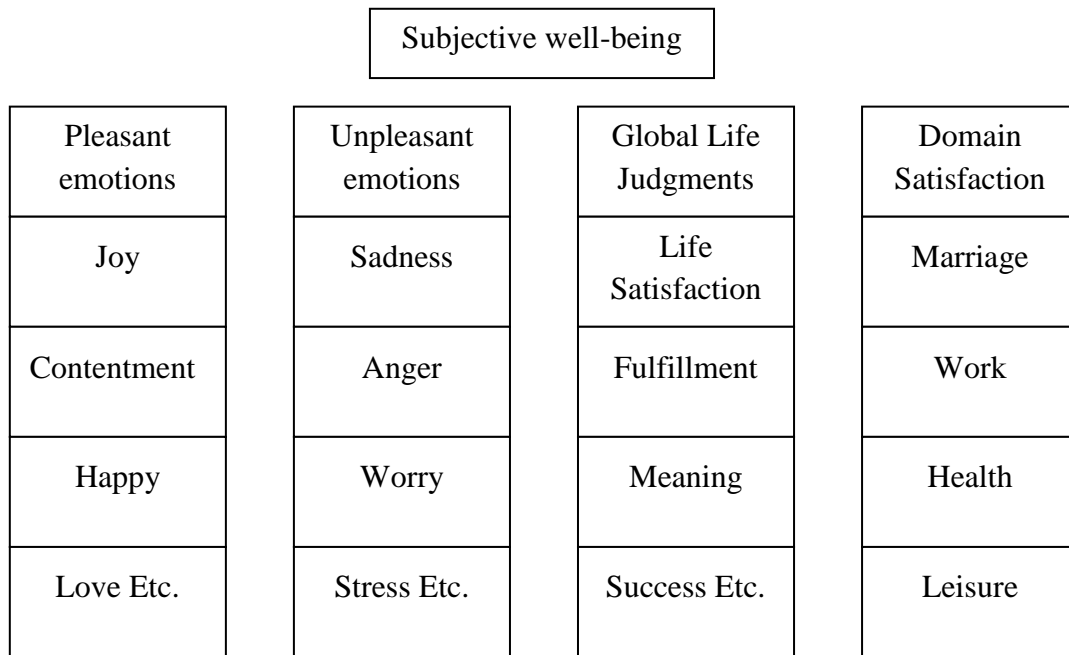 Subjective well-being
Pleasant
emotions
Joy
Contentment
Happy
Love Etc.
Unpleasant
emotions
Sadness
Anger
Worry
Stress Etc.
Global Life
Judgments
Life
Satisfaction
Fulfillment
Meaning
Success Etc.
Domain
Satisfaction
Marriage
Work
Health
Leisure